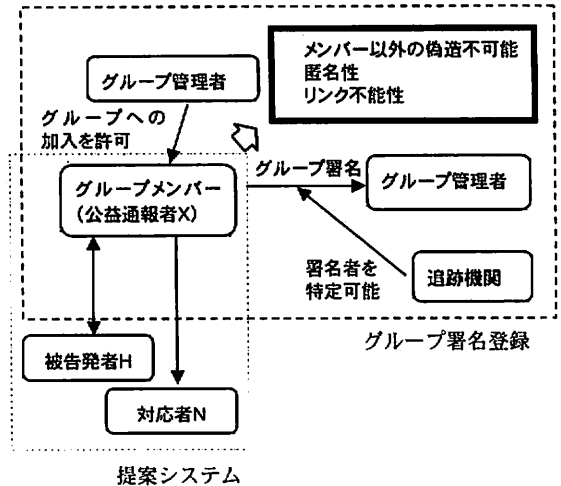 メンバー以外の偽造不可能
匿名性
リンク不能性
グループ管理者
グループへの
加入を許可
グループ署名
グループメンバー
（公益通報者X）
グループ管理者
署名者を
特定可能
追跡機関
グループ署名登録
被告発者H
対応者N
提案システム